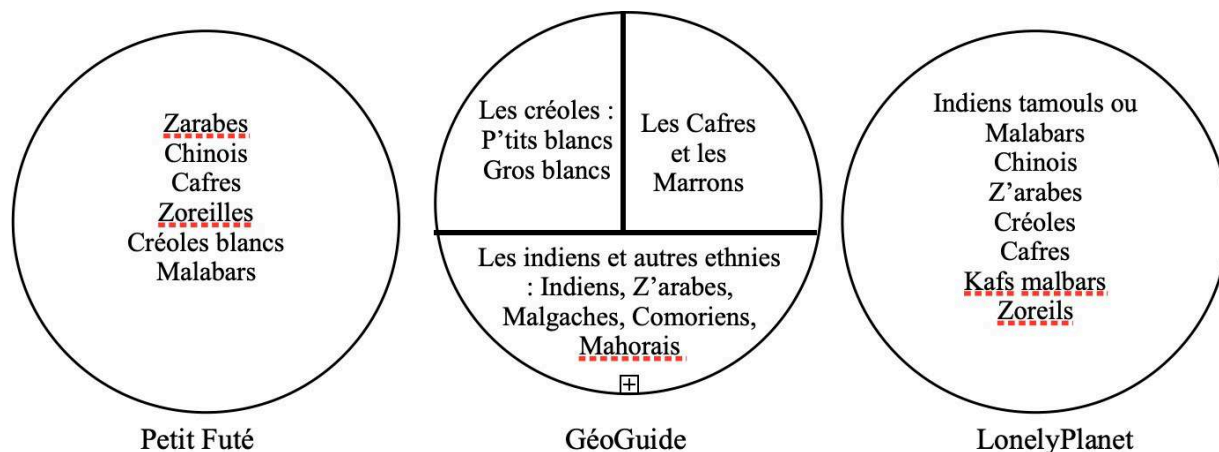 Zarabes
Chinois
Cafres
Zoreilles
Créoles blancs
Malabars
Petit Futé
Les créoles :
P'tits blancs
Gros blancs
Les Cafres
et les
Marrons
Les indiens et autres ethnies
: Indiens, Z'arabes,
Malgaches, Comoriens,
Mahorais
GéoGuide
Indiens tamouls ou
Malabars
Chinois
Z'arabes
Créoles
Cafres
Kafs malbars
Zoreils
LonelyPlanet